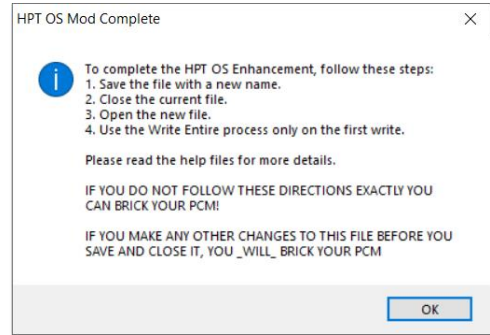 HPT OS Mod Complete
To complete the HPT OS Enhancement, follow these steps:
1. Save the file with a new name.
2. Close the current file.
3. Open the new file.
4. Use the Write Entire process only on the first write.
Please read the help files for more details.
IF YOU DO NOT FOLLOW THESE DIRECTIONS EXACTLY YOU
CAN BRICK YOUR PCM!
IF YOU MAKE ANY OTHER CHANGES TO THIS FILE BEFORE YOU
SAVE AND CLOSE IT, YOU _WILL_ BRICK YOUR PCM
OK